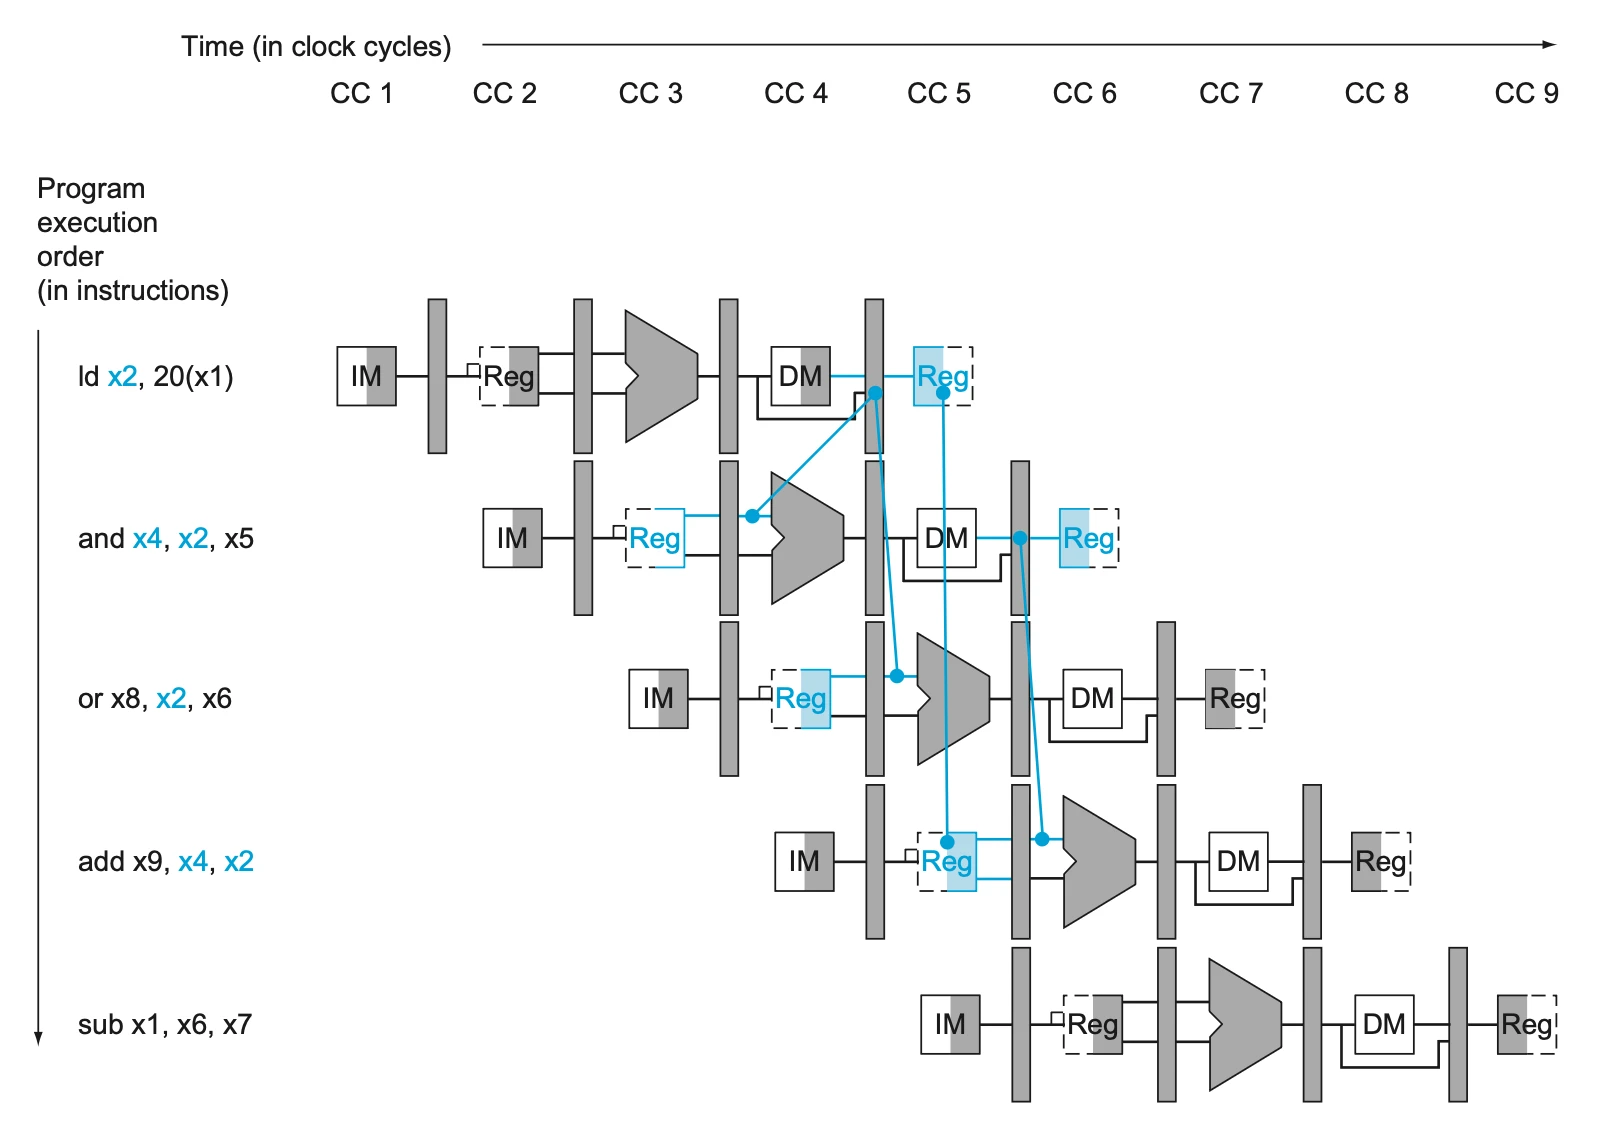 Time (in clock cycles)
CC 1 CC 2 CC 3 CC 4 CC 5 CC 6 CC 7 CC 8 CC 9
Program
execution
order
(in instructions)
ld x2, 20(x1) IM Reg DM Reg
and x4, x2, x5 IM Reg DM Reg
or x8, x2, x6 IM Reg DM Reg
add x9, x4, x2 IM Reg DM Reg
sub x1, x6, x7 IM Reg DM Reg